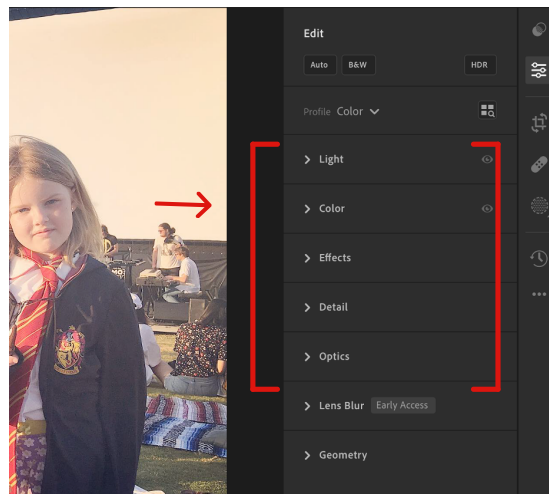 Edit
Auto B&W HDR
Profile Color
Light
Color
Effects
Detail
Optics
Lens Blur Early Access
Geometry